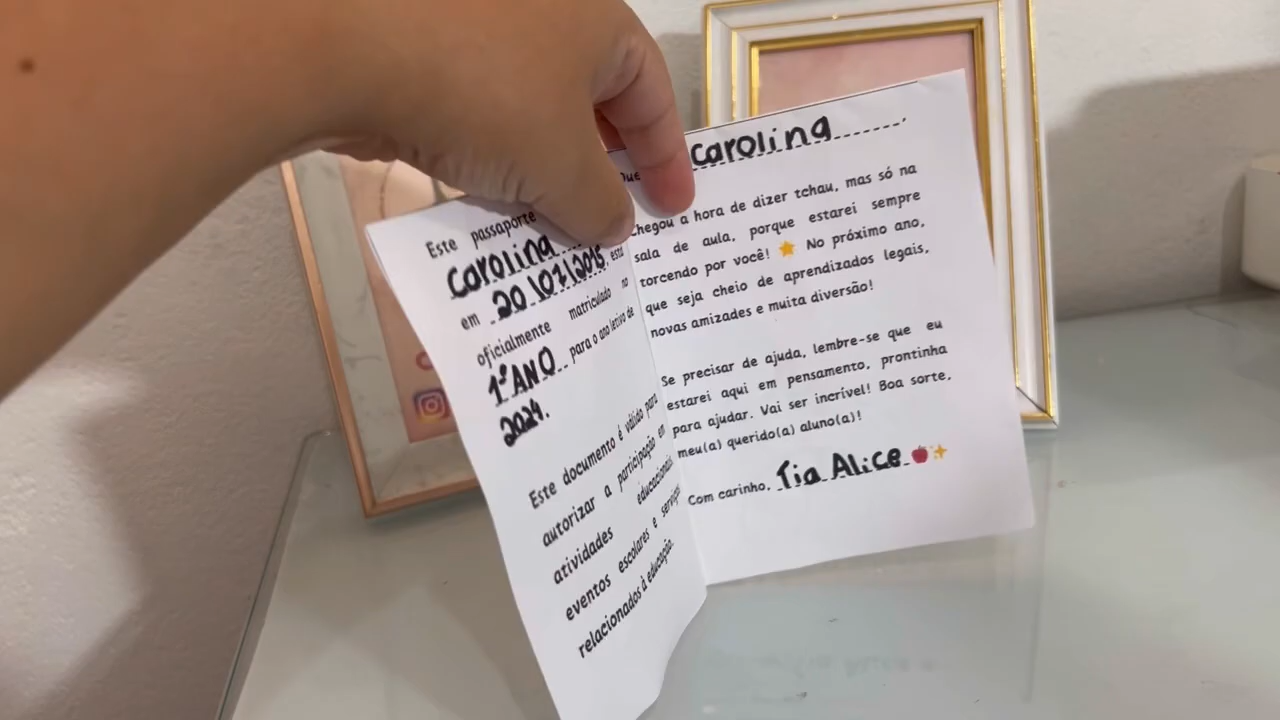 Este passaporte
Carolina
em 20/07/2015, está
oficialmente matriculado no
1º ANO para o ano letivo de
2024.
Este documento é válido para
autorizar a participação em
atividades educacionais
eventos escolares e serviços
relacionados à educação.
Carolina
Chegou a hora de dizer tchau, mas só na
sala de aula, porque estarei sempre
torcendo por você! ⭐ No próximo ano,
que seja cheio de aprendizados legais,
novas amizades e muita diversão!
Se precisar de ajuda, lembre-se que eu
estarei aqui em pensamento, prontinha
para ajudar. Vai ser incrível! Boa sorte,
meu(a) querido(a) aluno(a)!
Com carinho, Tia Alice 🍎✨